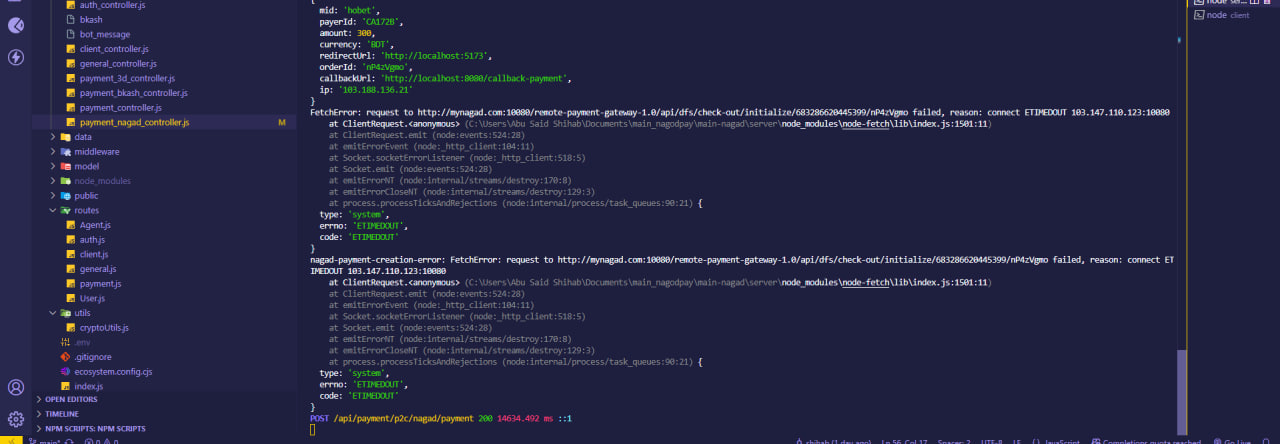 auth_controller.js
bkash
bot_message
client_controller.js
general_controller.js
payment_3d_controller.js
payment_bkash_controller.js
payment_controller.js
payment_nagad_controller.js M
data
middleware
model
node_modules
public
routes
Agent.js
auth.js
client.js
general.js
payment.js
User.js
utils
cryptoUtils.js
.env
.gitignore
ecosystem.config.cjs
index.js
OPEN EDITORS
TIMELINE
NPM SCRIPTS: NPM SCRIPTS
{
mid: 'hobet',
payerId: 'CA172B',
amount: 300,
currency: 'BDT',
redirectUrl: 'http://localhost:5173',
orderId: 'nP4zVgmo',
callbackUrl: 'http://localhost:8080/callback-payment',
ip: '103.188.136.21'
}
FetchError: request to http://mynagad.com:10080/remote-payment-gateway-1.0/api/dfs/check-out/initialize/683286620445399/nP4zVgmo failed, reason: connect ETIMEDOUT 103.147.110.123:10080
at ClientRequest.<anonymous> (C:\Users\Abu Said Shihab\Documents\main_nagodpay\main-nagad\server\node_modules\node-fetch\lib\index.js:1501:11)
at ClientRequest.emit (node:events:524:28)
at emitErrorEvent (node:_http_client:104:11)
at Socket.socketErrorListener (node:_http_client:518:5)
at Socket.emit (node:events:524:28)
at emitErrorNT (node:internal/streams/destroy:170:8)
at emitErrorCloseNT (node:internal/streams/destroy:129:3)
at process.processTicksAndRejections (node:internal/process/task_queues:90:21) {
type: 'system',
errno: 'ETIMEDOUT',
code: 'ETIMEDOUT'
}
nagad-payment-creation-error: FetchError: request to http://mynagad.com:10080/remote-payment-gateway-1.0/api/dfs/check-out/initialize/683286620445399/nP4zVgmo failed, reason: connect ET
IMEDOUT 103.147.110.123:10080
at ClientRequest.<anonymous> (C:\Users\Abu Said Shihab\Documents\main_nagodpay\main-nagad\server\node_modules\node-fetch\lib\index.js:1501:11)
at ClientRequest.emit (node:events:524:28)
at emitErrorEvent (node:_http_client:104:11)
at Socket.socketErrorListener (node:_http_client:518:5)
at Socket.emit (node:events:524:28)
at emitErrorNT (node:internal/streams/destroy:170:8)
at emitErrorCloseNT (node:internal/streams/destroy:129:3)
at process.processTicksAndRejections (node:internal/process/task_queues:90:21) {
type: 'system',
errno: 'ETIMEDOUT',
code: 'ETIMEDOUT'
}
POST /api/payment/p2c/nagad/payment 200 14634.492 ms ::1
node ser...
node client
main* 0 0 shihab (1 day ago) Ln 56, Col 17 Spaces: 2 UTF-8 LF {} JavaScript Completions quota reached Go Live